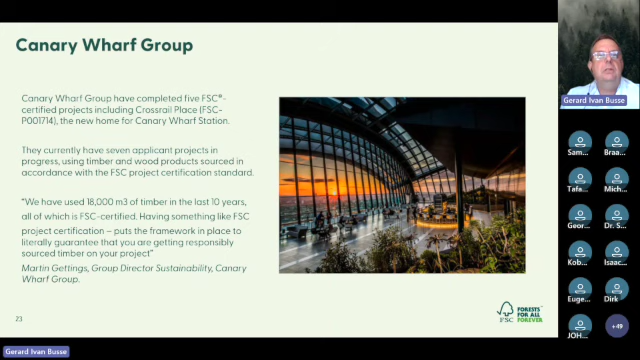 Canary Wharf Group
Canary Wharf Group have completed five FSC®-
certified projects including Crossrail Place (FSC-
P001714), the new home for Canary Wharf Station.
They currently have seven applicant projects in
progress, using timber and wood products sourced in
accordance with the FSC project certification standard.
“We have used 18,000 m3 of timber in the last 10 years,
all of which is FSC-certified. Having something like FSC
project certification – puts the framework in place to
literally guarantee that you are getting responsibly
sourced timber on your project”
Martin Gettings, Group Director Sustainability, Canary
Wharf Group.
23
FSC
FORESTS
FOR ALL
FOREVER
Gerard Ivan Busse
Gerard Ivan Busse
Sam...
Braa...
Tafa...
Mich...
Geor...
Dr. S...
Kob...
Isaac...
Euge...
Dirk
JOH...
+49